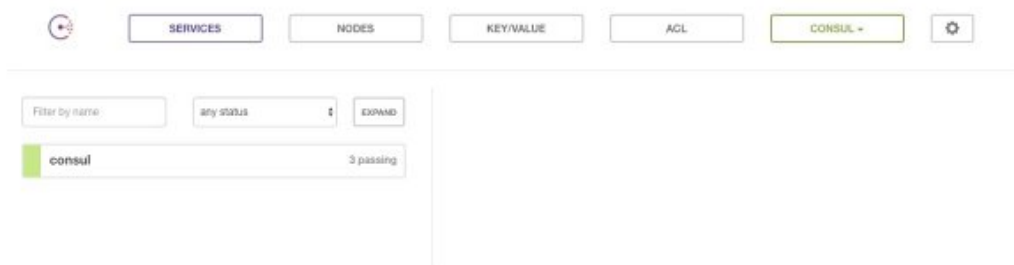 SERVICES NODES KEY/VALUE ACL CONSUL
Filter by name any status EXPAND
consul 3 passing